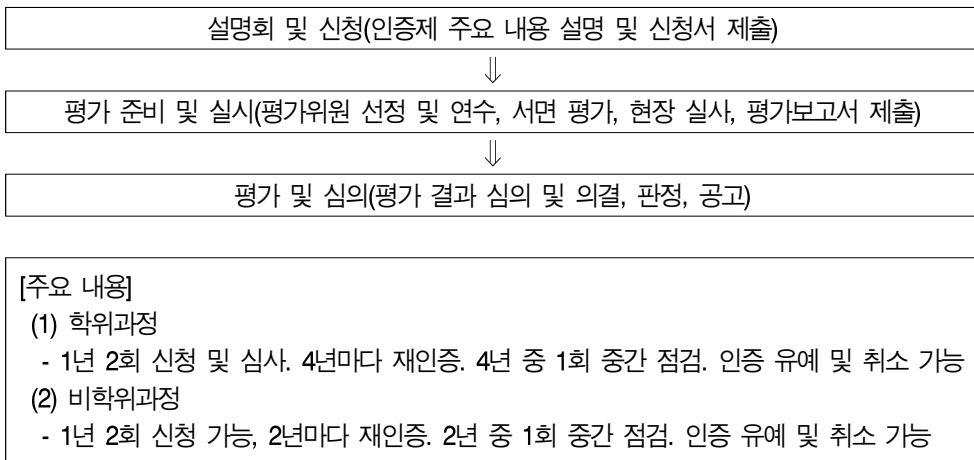 설명회 및 신청(인증제 주요 내용 설명 및 신청서 제출)
⇓
평가 준비 및 실시(평가위원 선정 및 연수, 서면 평가, 현장 실사, 평가보고서 제출)
⇓
평가 및 심의(평가 결과 심의 및 의결, 판정, 공고)
[주요 내용]
(1) 학위과정
- 1년 2회 신청 및 심사. 4년마다 재인증. 4년 중 1회 중간 점검. 인증 유예 및 취소 가능
(2) 비학위과정
- 1년 2회 신청 가능, 2년마다 재인증. 2년 중 1회 중간 점검. 인증 유예 및 취소 가능